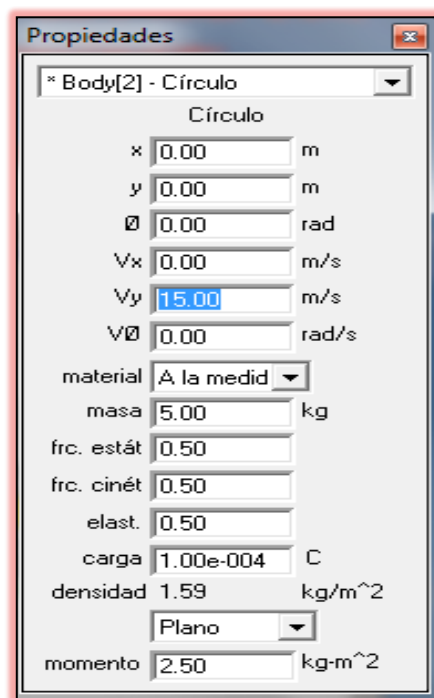 Propiedades
* Body[2] - Círculo
Círculo
x 0.00 m
y 0.00 m
Ø 0.00 rad
Vx 0.00 m/s
Vy 15.00 m/s
VØ 0.00 rad/s
material A la medid
masa 5.00 kg
frc. estát 0.50
frc. cinét 0.50
elast. 0.50
carga 1.00e-004 C
densidad 1.59 kg/m^2
Plano
momento 2.50 kg-m^2